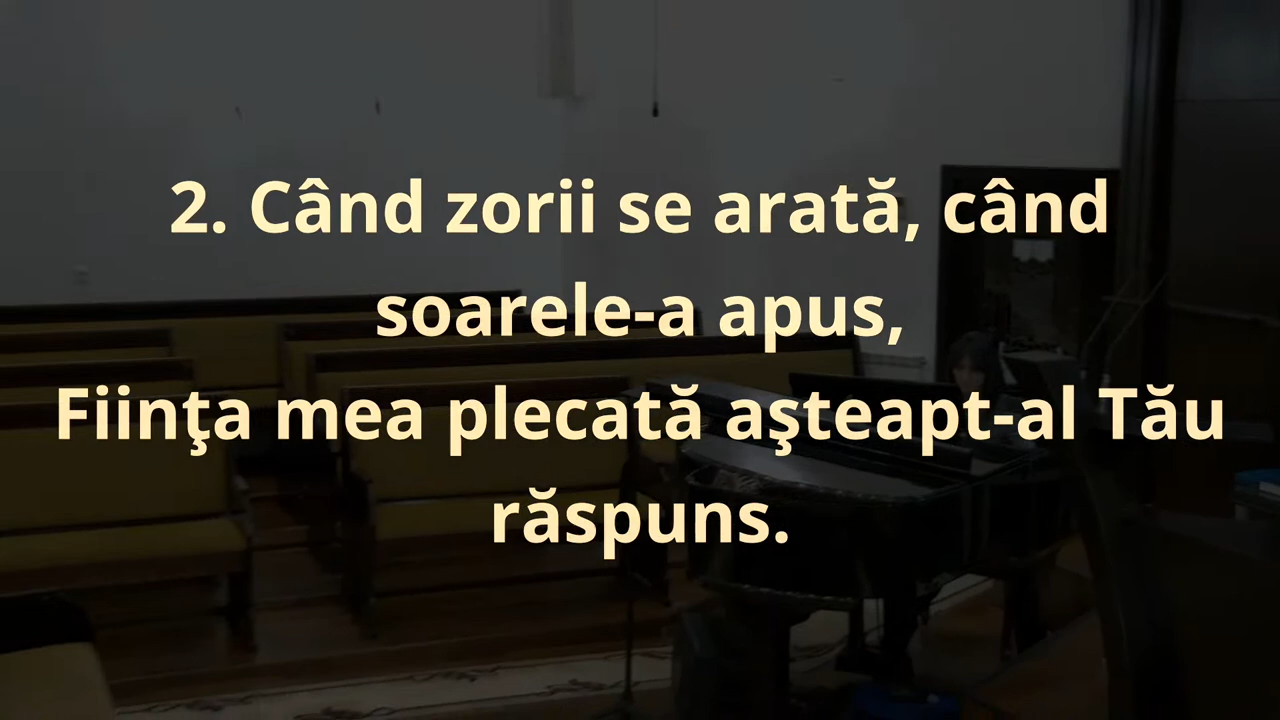 2. Când zorii se arată, când
soarele-a apus,
Fiinţa mea plecată aşteapt-al Tău
răspuns.